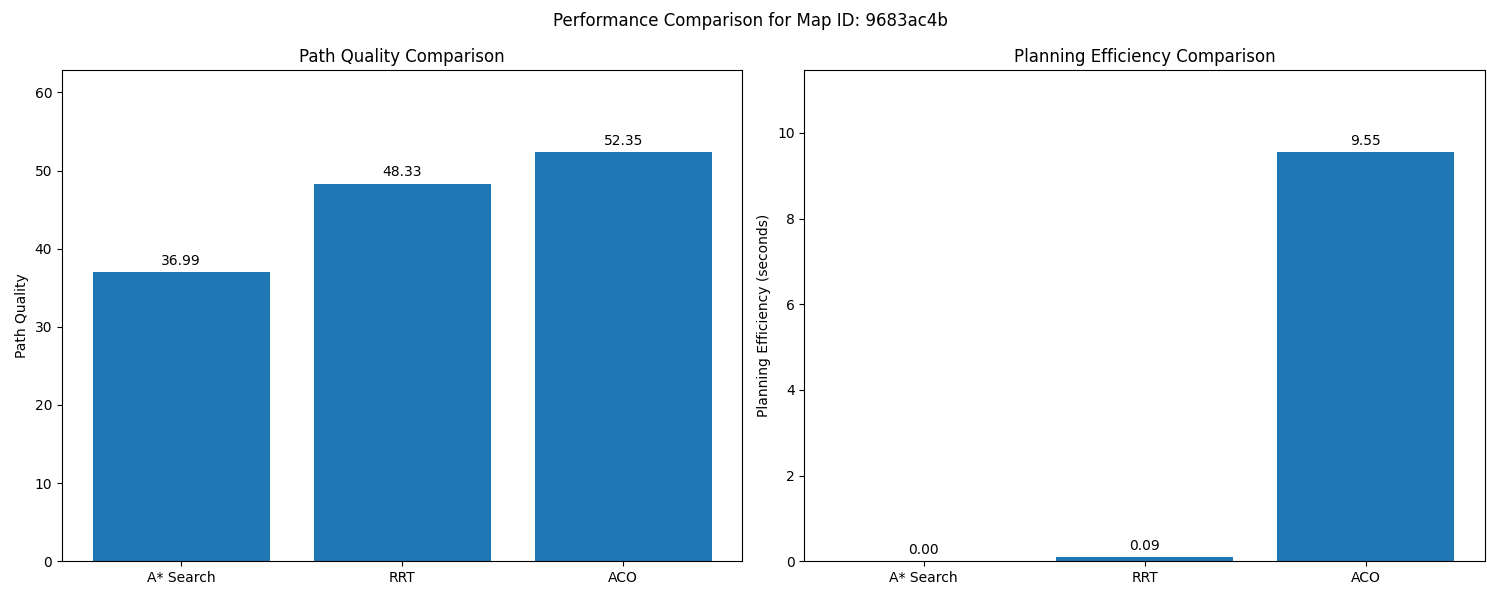 Performance Comparison for Map ID: 9683ac4b
Path Quality Comparison
Path Quality
60
50
40
30
20
10
0
36.99
48.33
52.35
A* Search
RRT
ACO
Planning Efficiency Comparison
Planning Efficiency (seconds)
10
8
6
4
2
0
0.00
0.09
9.55
A* Search
RRT
ACO